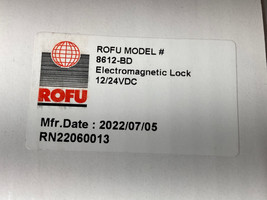 ROFU MODEL #
8612-BD
Electromagnetic Lock
12/24VDC
ROFU
Mfr.Date : 2022/07/05
RN22060013